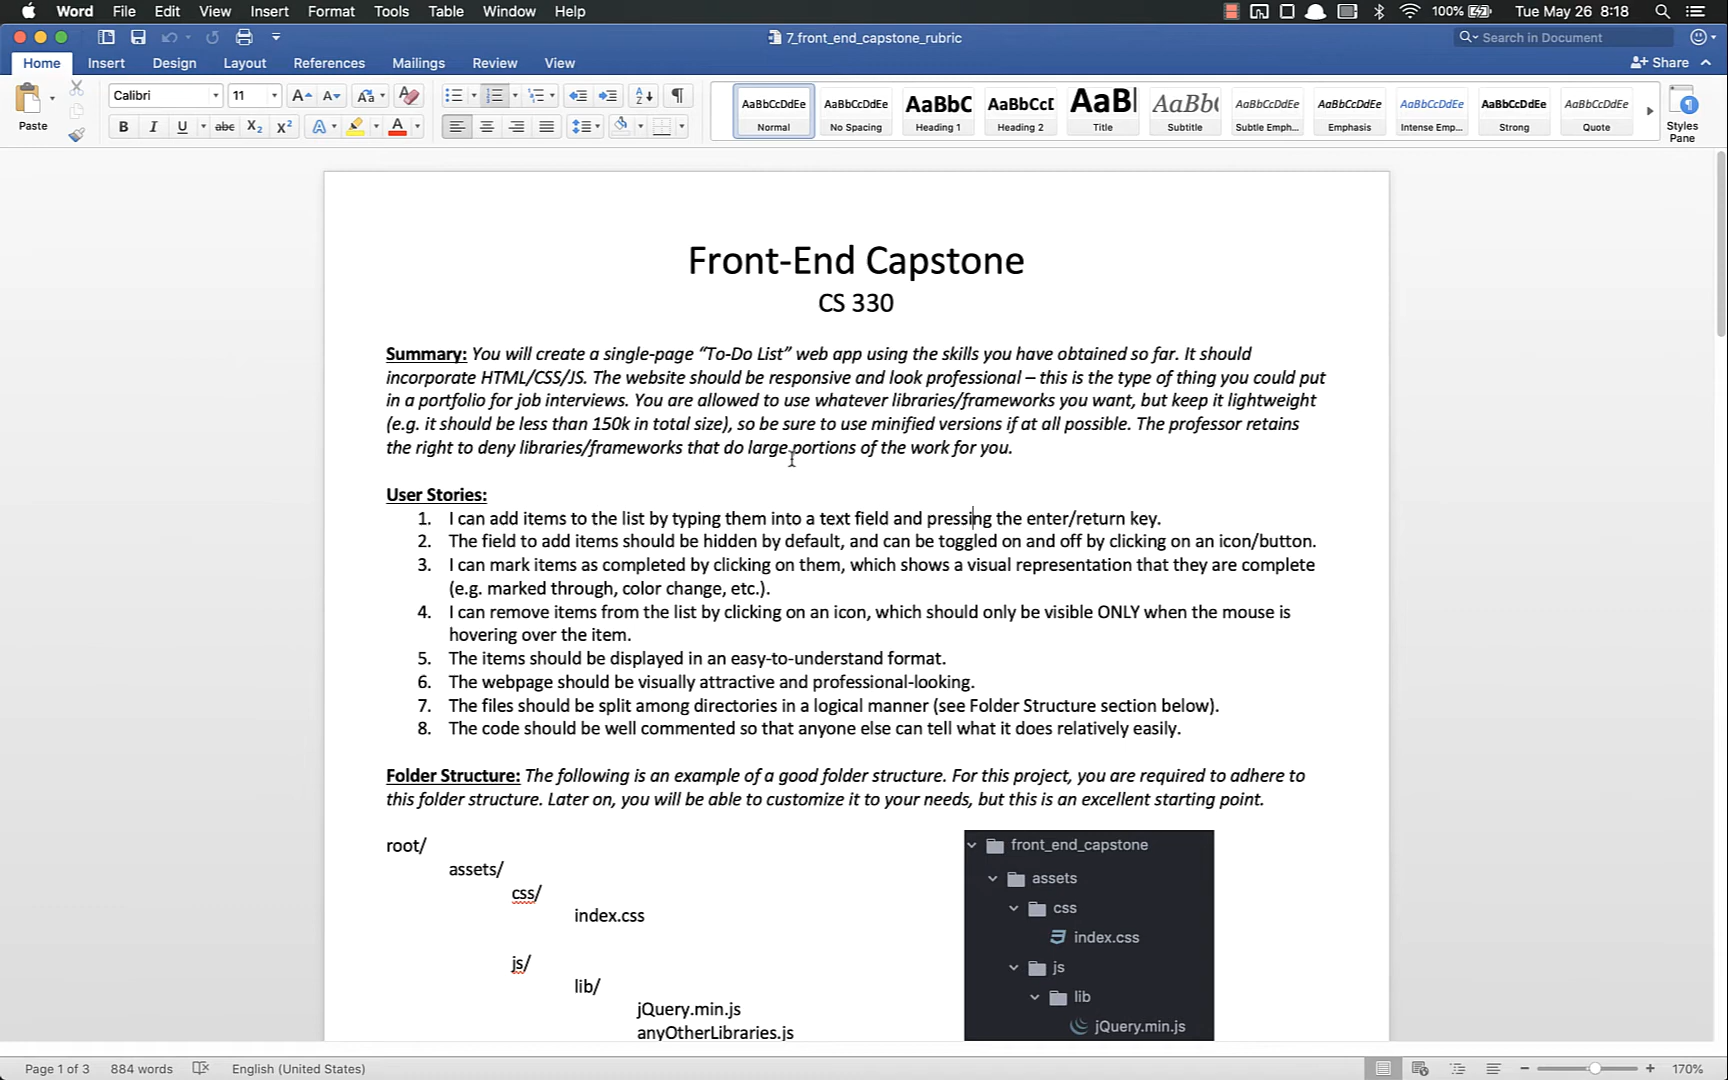 Word File Edit View Insert Format Tools Table Window Help 100% Tue May 26 8:18
7_front_end_capstone_rubric Search in Document
Home Insert Design Layout References Mailings Review View Share
Paste Calibri 11 Aa
B I U abc X2 X2 A A
AaBbCcDdEe AaBbCcDdEe AaBbC AaBbCcD AaB AaBb AaBbCcDdEe AaBbCcDdEe AaBbCcDdEe AaBbCcDdEe AaBbCcDdEe
Normal No Spacing Heading 1 Heading 2 Title Subtitle Subtle Emph... Emphasis Intense Emp... Strong Quote Styles
Pane
Front-End Capstone
CS 330
Summary: You will create a single-page “To-Do List” web app using the skills you have obtained so far. It should
incorporate HTML/CSS/JS. The website should be responsive and look professional – this is the type of thing you could put
in a portfolio for job interviews. You are allowed to use whatever libraries/frameworks you want, but keep it lightweight
(e.g. it should be less than 150k in total size), so be sure to use minified versions if at all possible. The professor retains
the right to deny libraries/frameworks that do large portions of the work for you.
User Stories:
1. I can add items to the list by typing them into a text field and pressing the enter/return key.
2. The field to add items should be hidden by default, and can be toggled on and off by clicking on an icon/button.
3. I can mark items as completed by clicking on them, which shows a visual representation that they are complete
(e.g. marked through, color change, etc.).
4. I can remove items from the list by clicking on an icon, which should only be visible ONLY when the mouse is
hovering over the item.
5. The items should be displayed in an easy-to-understand format.
6. The webpage should be visually attractive and professional-looking.
7. The files should be split among directories in a logical manner (see Folder Structure section below).
8. The code should be well commented so that anyone else can tell what it does relatively easily.
Folder Structure: The following is an example of a good folder structure. For this project, you are required to adhere to
this folder structure. Later on, you will be able to customize it to your needs, but this is an excellent starting point.
root/
assets/
css/
index.css
js/
lib/
jQuery.min.js
anyOtherLibraries.js
front_end_capstone
assets
css
index.css
js
lib
jQuery.min.js
Page 1 of 3 884 words English (United States) 170%